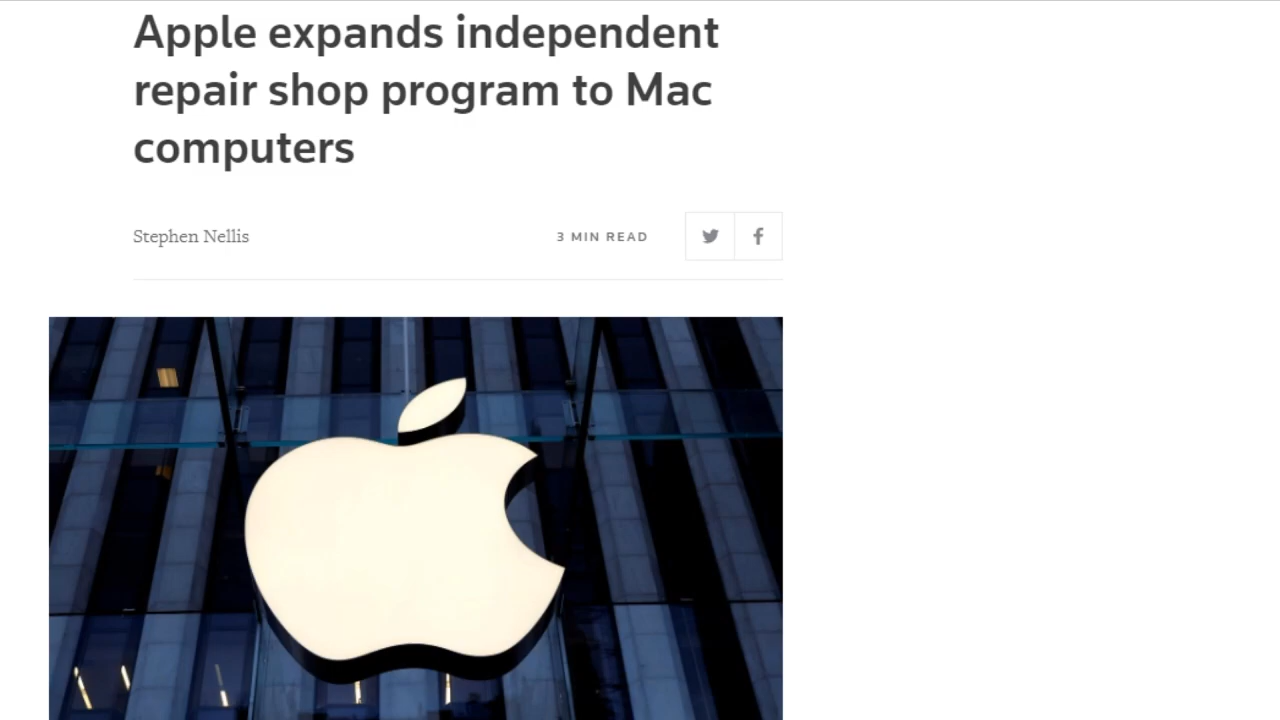 Apple expands independent
repair shop program to Mac
computers
Stephen Nellis
3 MIN READ